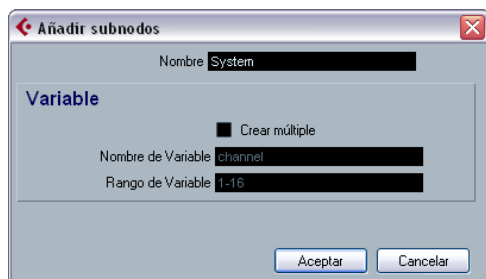 Añadir subnodos
Nombre System
Variable
Crear múltiple
Nombre de Variable channel
Rango de Variable 1-16
Aceptar Cancelar